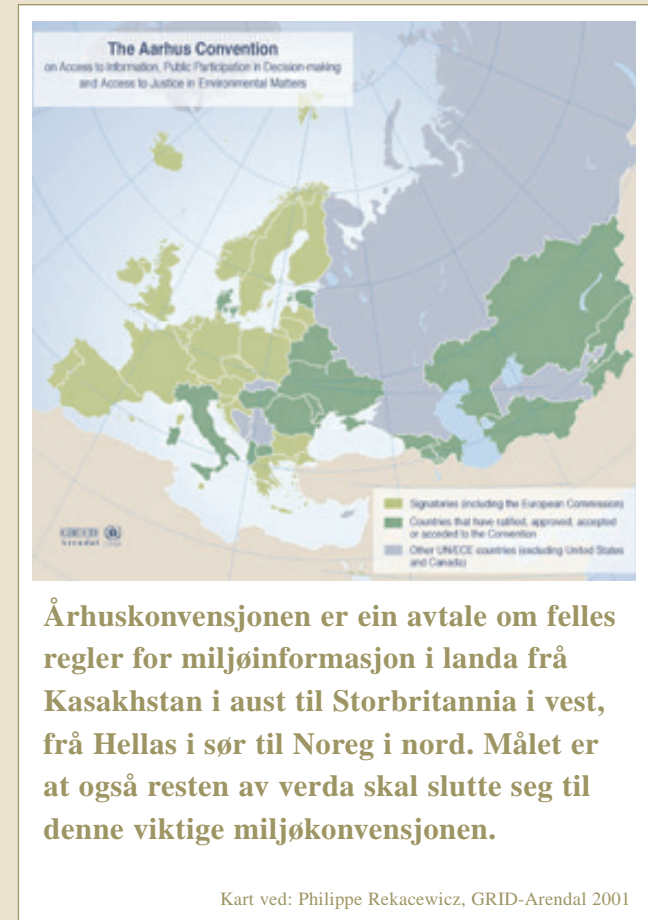 The Aarhus Convention
on Access to Information, Public Participation in Decision-making
and Access to Justice in Environmental Matters
Signatories (including the European Commission)
Countries that have ratified, approved, accepted
or acceded to the Convention
Other UN/ECE countries (excluding United States
and Canada)
GRID
Arendal
Århuskonvensjonen er ein avtale om felles
regler for miljøinformasjon i landa frå
Kasakhstan i aust til Storbritannia i vest,
frå Hellas i sør til Noreg i nord. Målet er
at også resten av verda skal slutte seg til
denne viktige miljøkonvensjonen.
Kart ved: Philippe Rekacewicz, GRID-Arendal 2001